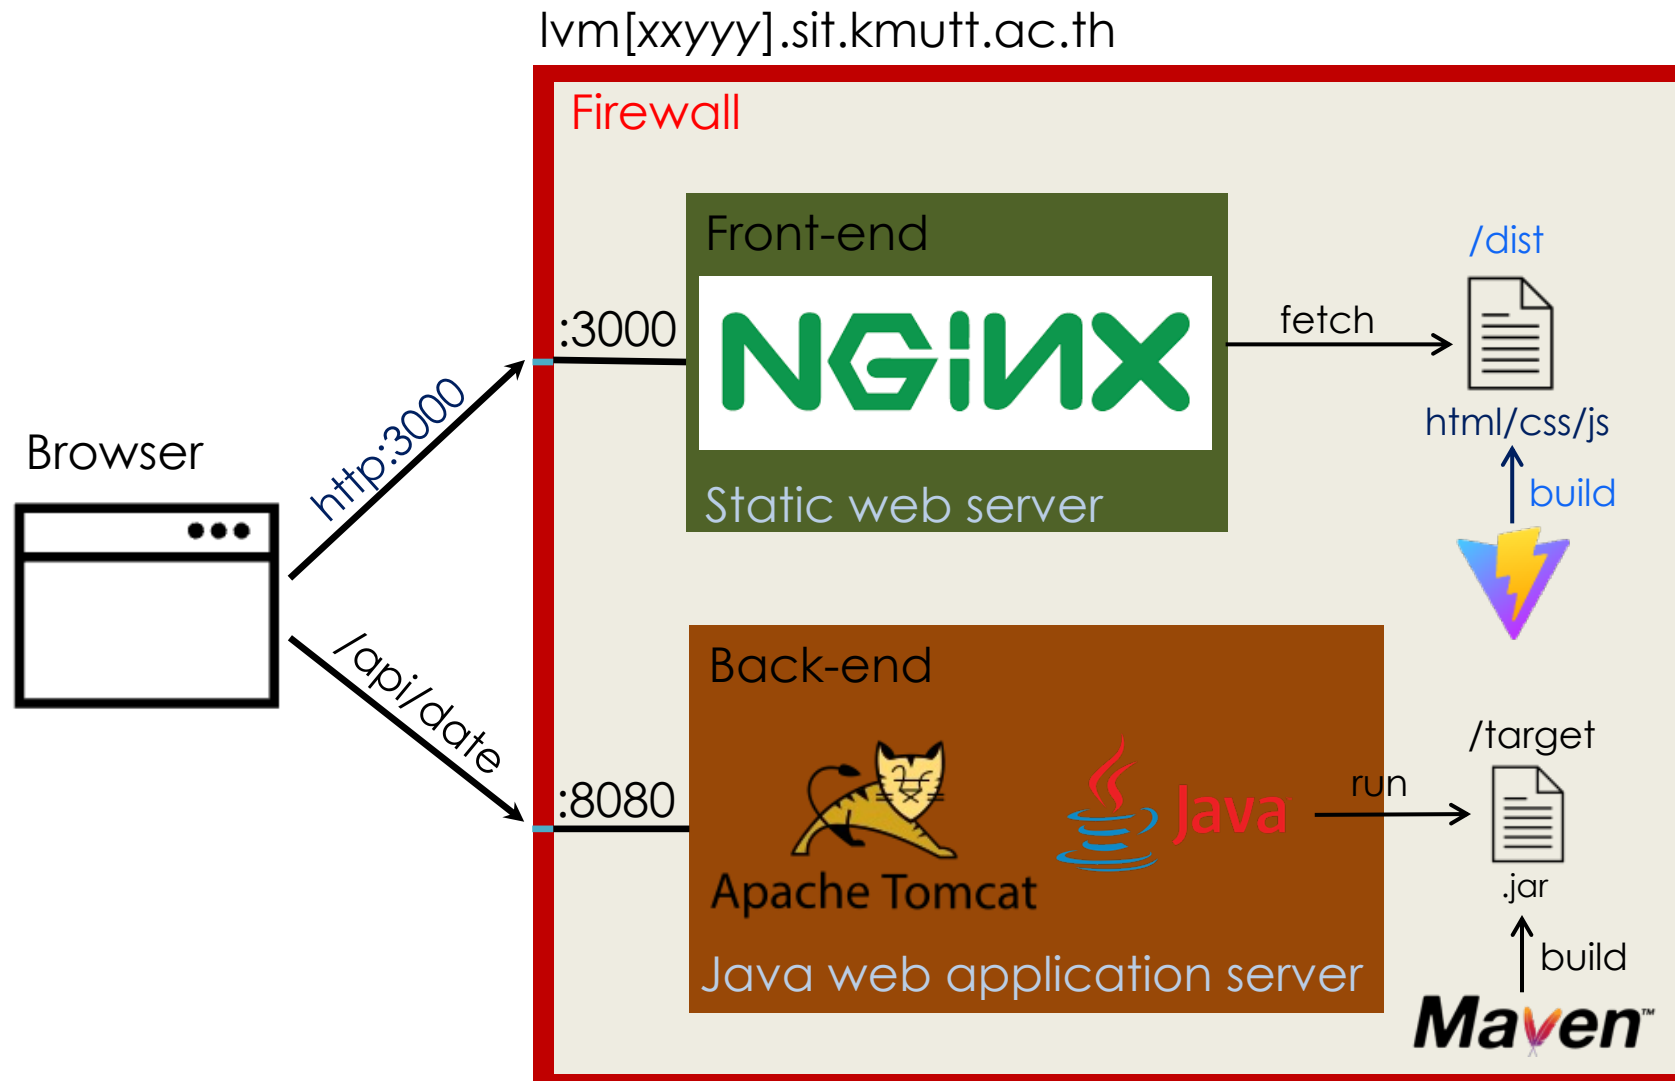 lvm[xxyyy].sit.kmutt.ac.th
Firewall
Front-end
NGiNX
Static web server
:3000
http:3000
Browser
/api/date
:8080
fetch
/dist
html/css/js
build
Back-end
Apache Tomcat
Java
Java web application server
run
/target
.jar
build
Maven™